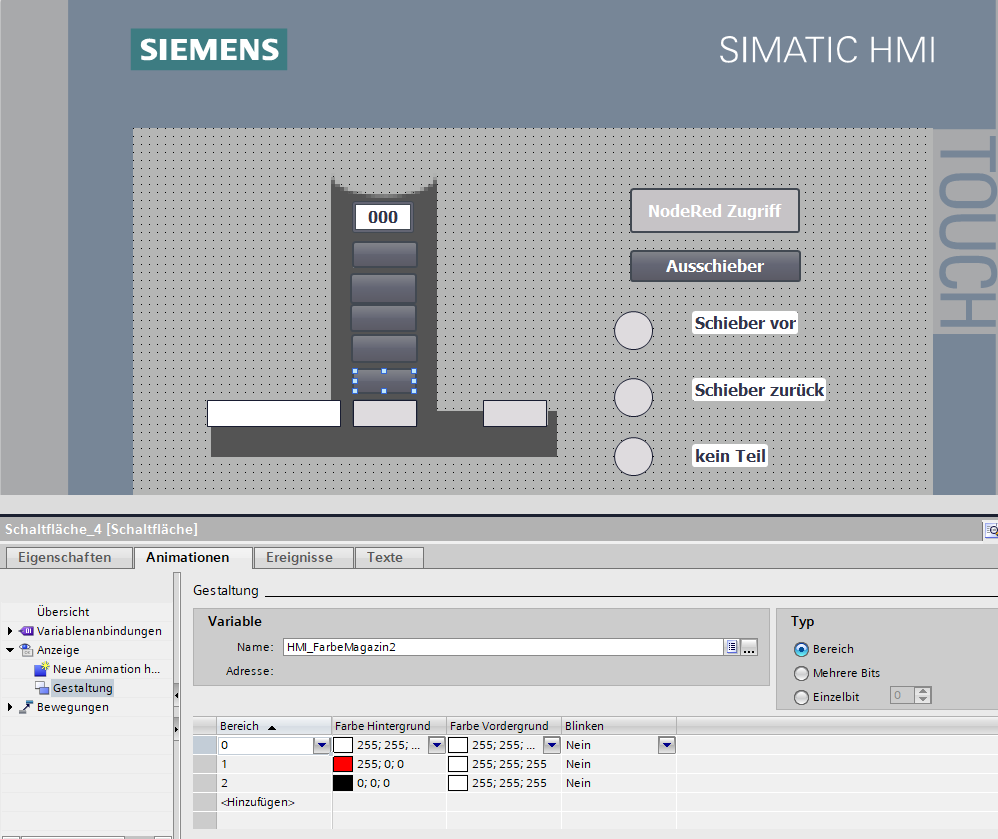 SIEMENS
SIMATIC HMI
TOUCH
000
NodeRed Zugriff
Ausschieber
Schieber vor
Schieber zurück
kein Teil
Schaltfläche_4 [Schaltfläche]
Eigenschaften Animationen Ereignisse Texte
Übersicht
Variablenanbindungen
Anzeige
Neue Animation h...
Gestaltung
Bewegungen
Gestaltung
Variable
Name: HMI_FarbeMagazin2 ...
Adresse:
Typ
Bereich
Mehrere Bits
Einzelbit 0
Bereich Farbe Hintergrund Farbe Vordergrund Blinken
0 255; 255; ... 255; 255; ... Nein
1 255; 0; 0 255; 255; 255 Nein
2 0; 0; 0 255; 255; 255 Nein
<Hinzufügen>